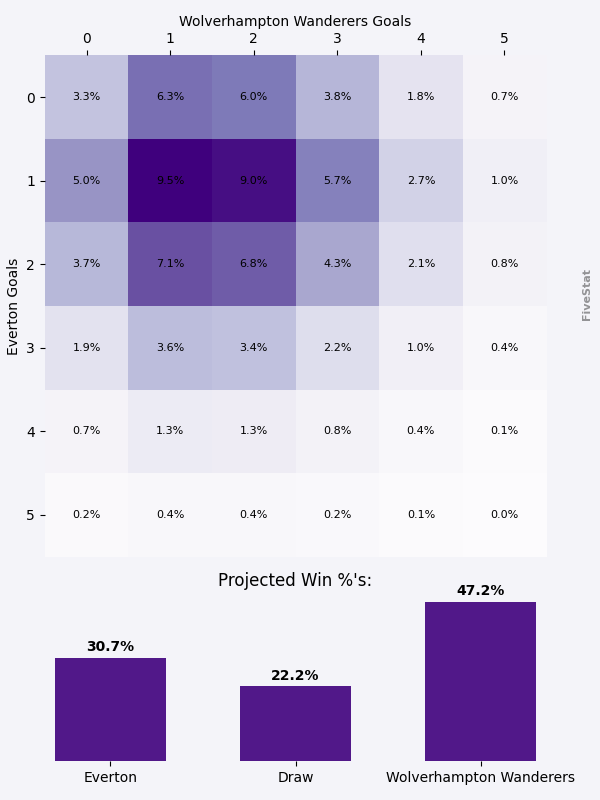 Wolverhampton Wanderers Goals
0 1 2 3 4 5
Everton Goals
0 3.3% 6.3% 6.0% 3.8% 1.8% 0.7%
1 5.0% 9.5% 9.0% 5.7% 2.7% 1.0%
2 3.7% 7.1% 6.8% 4.3% 2.1% 0.8%
3 1.9% 3.6% 3.4% 2.2% 1.0% 0.4%
4 0.7% 1.3% 1.3% 0.8% 0.4% 0.1%
5 0.2% 0.4% 0.4% 0.2% 0.1% 0.0%
FiveStat
Projected Win %'s:
30.7% 22.2% 47.2%
Everton Draw Wolverhampton Wanderers